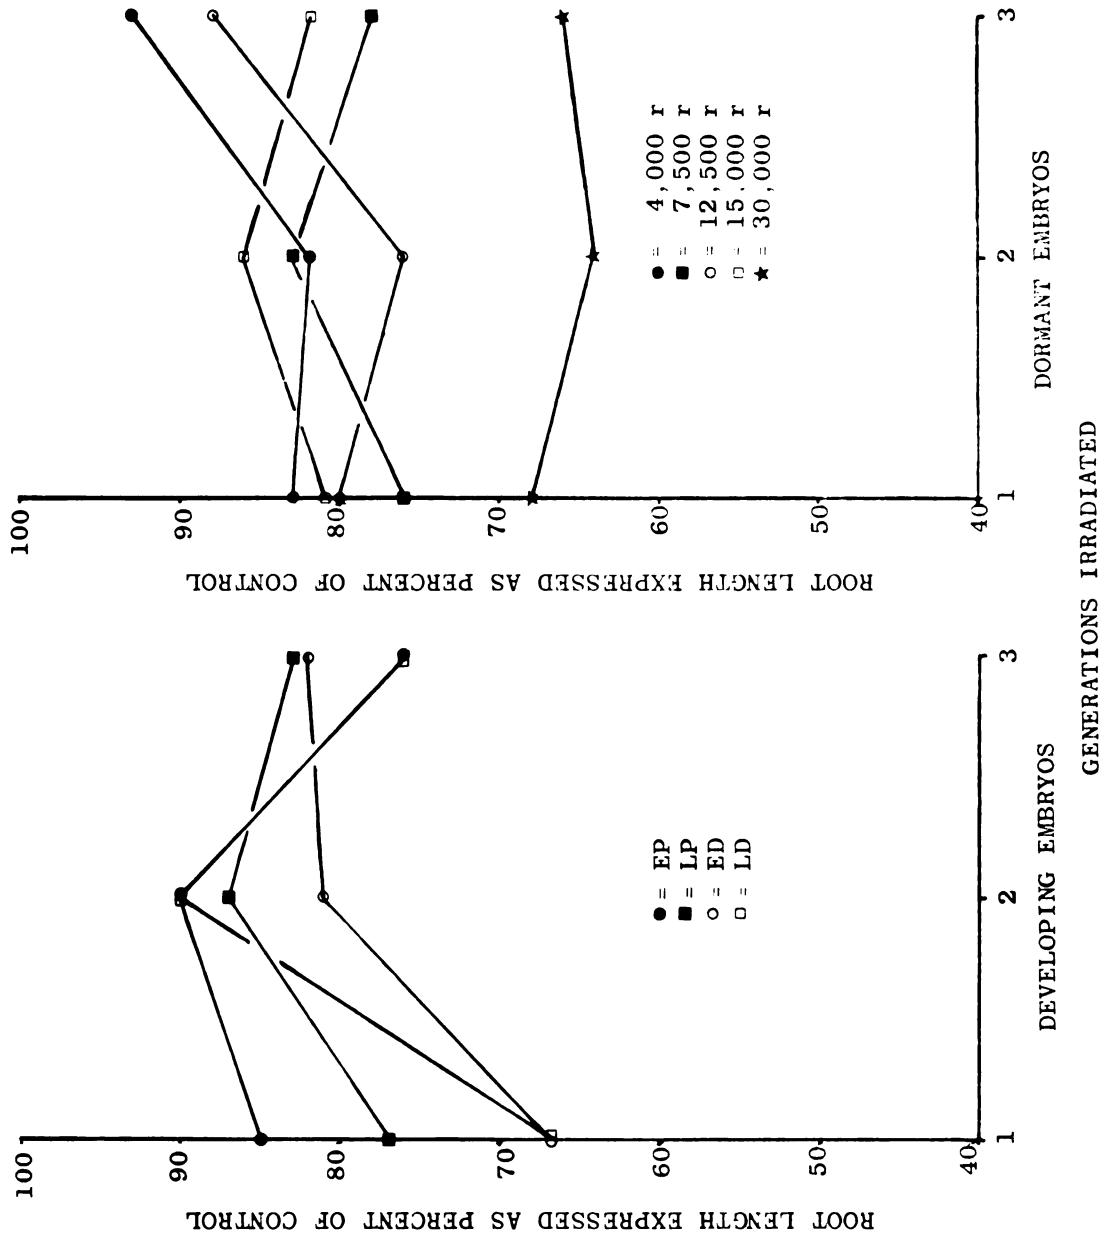 100
90
80
70
60
50
40
ROOT LENGTH EXPRESSED AS PERCENT OF CONTROL
1
2
3
● = EP
■ = LP
○ = ED
□ = LD
DEVELOPING EMBRYOS
100
90
80
70
60
50
40
ROOT LENGTH EXPRESSED AS PERCENT OF CONTROL
1
2
3
● = 4,000 r
■ = 7,500 r
○ = 12,500 r
□ = 15,000 r
★ = 30,000 r
DORMANT EMBRYOS
GENERATIONS IRRADIATED